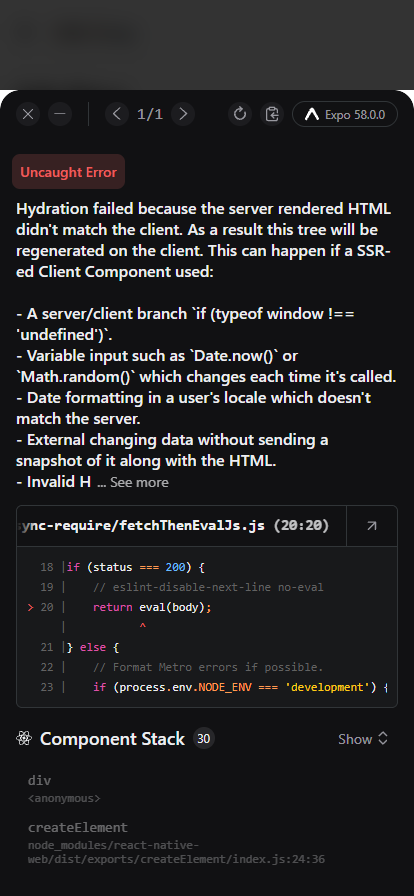 1/1
Expo 58.0.0
Uncaught Error
Hydration failed because the server rendered HTML
didn't match the client. As a result this tree will be
regenerated on the client. This can happen if a SSR-
ed Client Component used:
- A server/client branch `if (typeof window !==
'undefined')`.
- Variable input such as `Date.now()` or
`Math.random()` which changes each time it's called.
- Date formatting in a user's locale which doesn't
match the server.
- External changing data without sending a
snapshot of it along with the HTML.
- Invalid H ... See more
ync-require/fetchThenEvalJs.js (20:20)
18 |if (status === 200) {
19 |    // eslint-disable-next-line no-eval
> 20 |    return eval(body);
|           ^
21 |} else {
22 |    // Format Metro errors if possible.
23 |    if (process.env.NODE_ENV === 'development') {
Component Stack 30 Show
div
<anonymous>
createElement
node_modules/react-native-
web/dist/exports/createElement/index.js:24:36